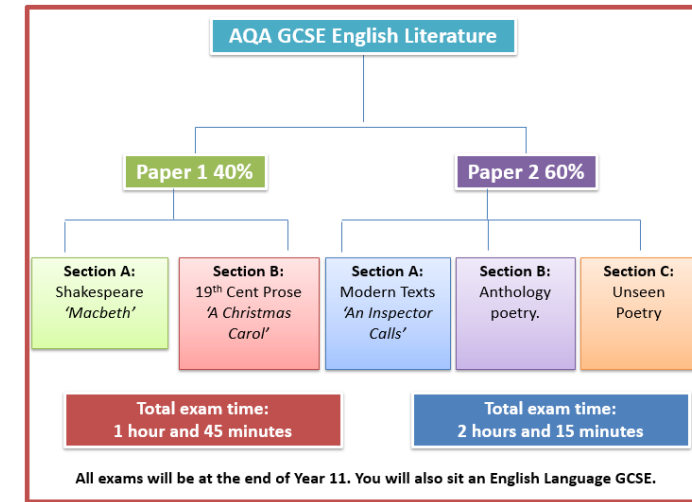 AQA GCSE English Literature
Paper 1 40%
Paper 2 60%
Section A:
Shakespeare
‘Macbeth’
Section B:
19th Cent Prose
‘A Christmas
Carol’
Section A:
Modern Texts
‘An Inspector
Calls’
Section B:
Anthology
poetry.
Section C:
Unseen
Poetry
Total exam time:
1 hour and 45 minutes
Total exam time:
2 hours and 15 minutes
All exams will be at the end of Year 11. You will also sit an English Language GCSE.